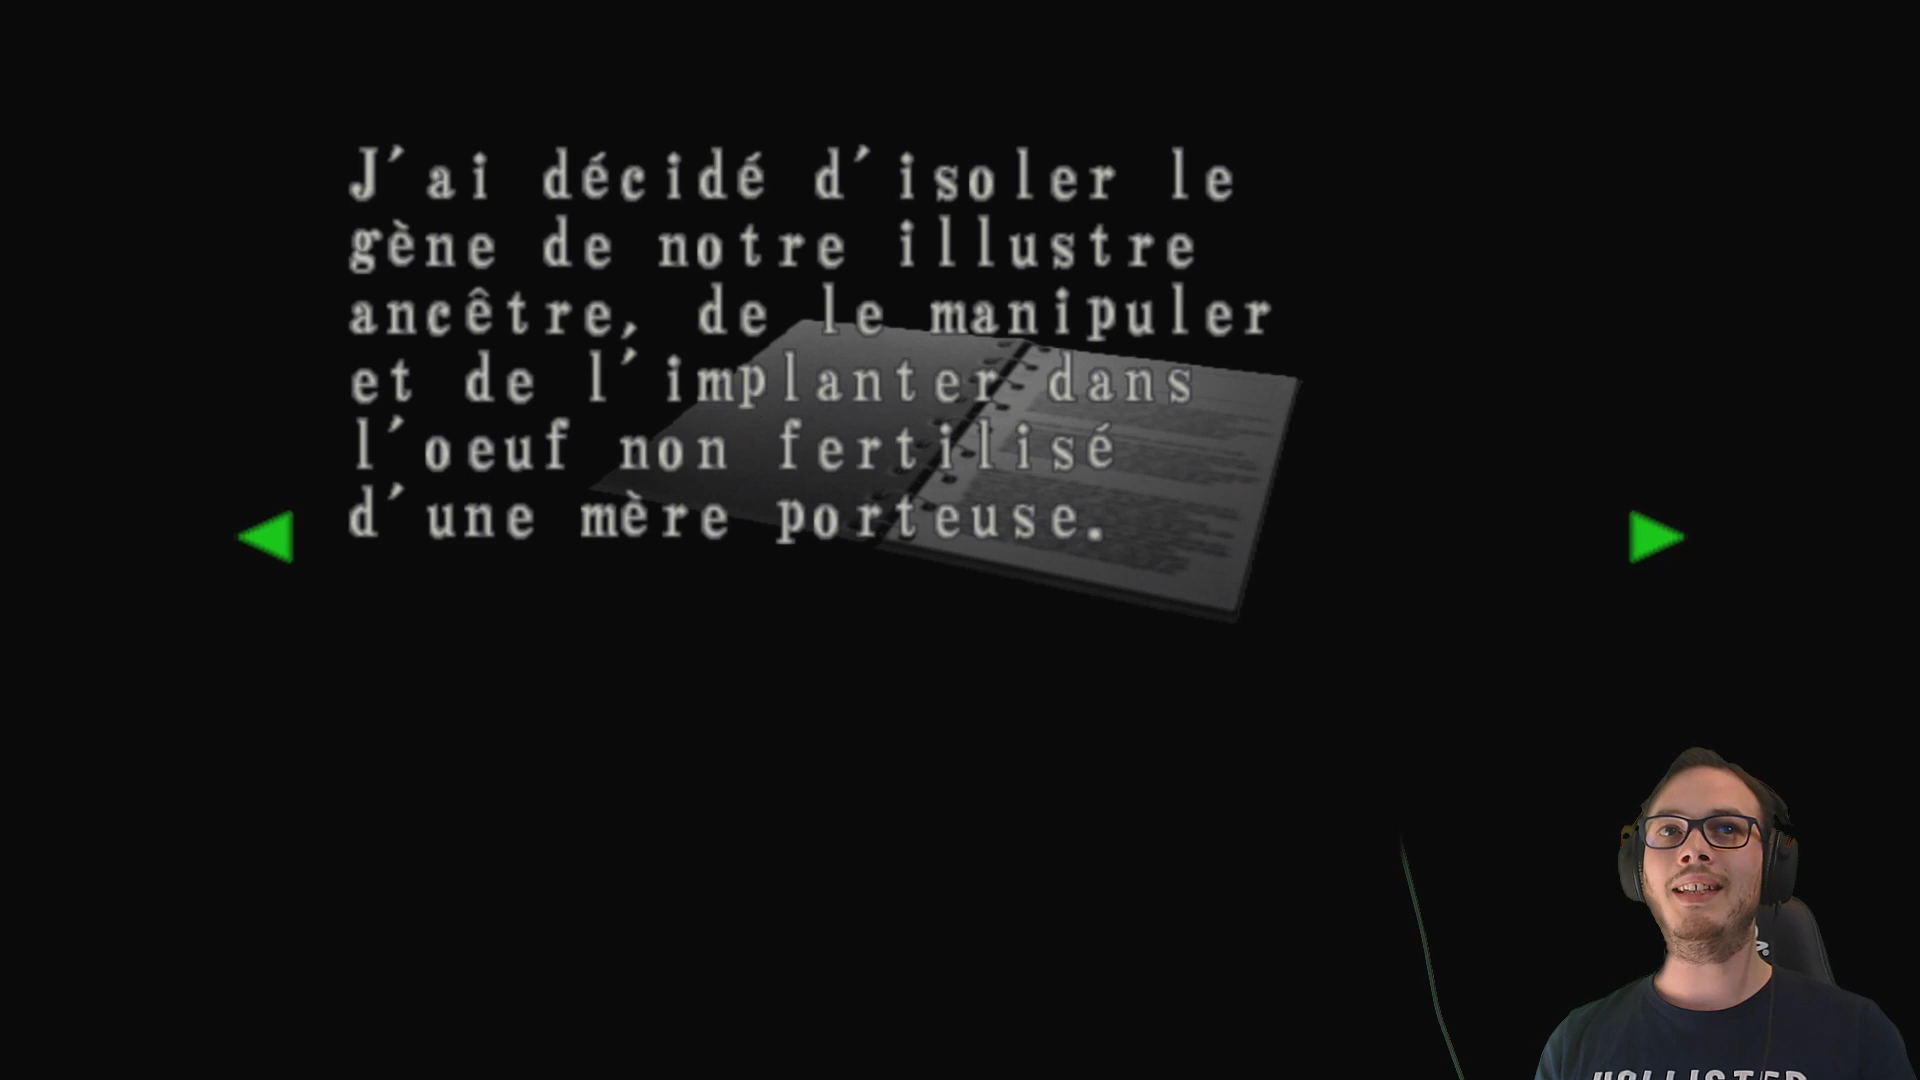 J'ai décidé d'isoler le
gène de notre illustre
ancêtre, de le manipuler
et de l'implanter dans
l'oeuf non fertilisé
d'une mère porteuse.
HOLLISTER